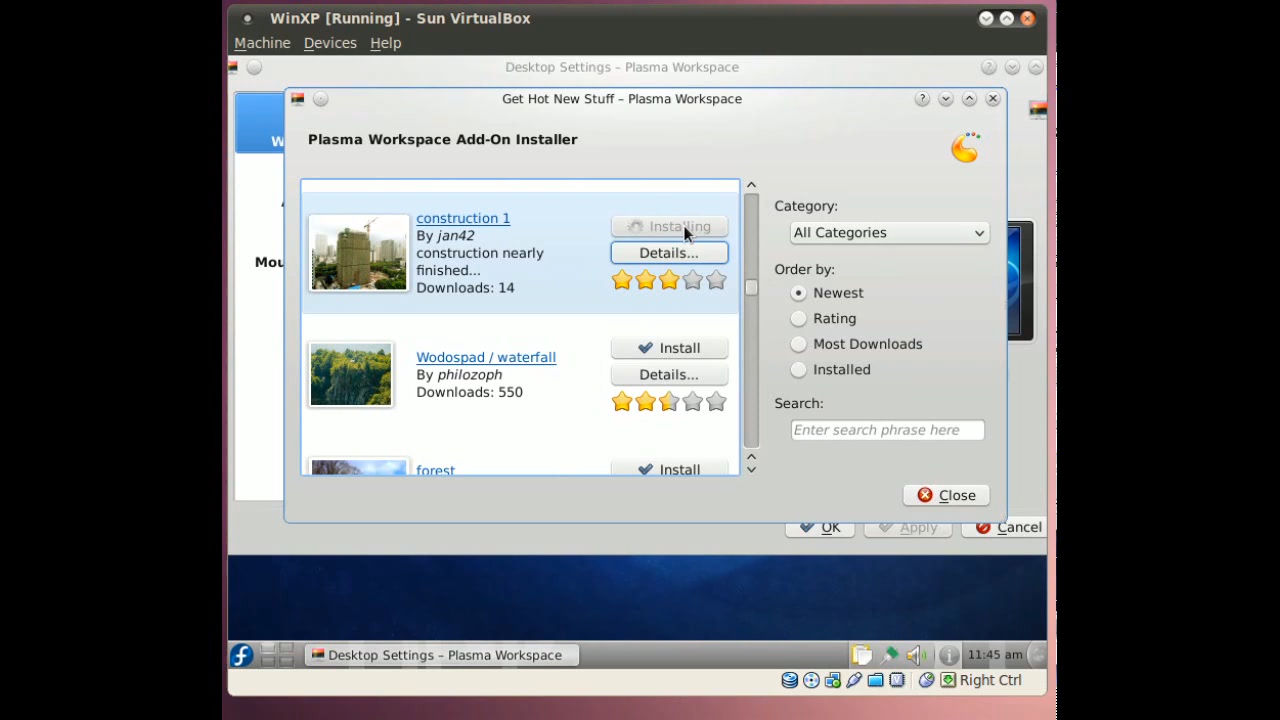 WinXP [Running] - Sun VirtualBox
Machine Devices Help
Desktop Settings – Plasma Workspace
Get Hot New Stuff – Plasma Workspace
Plasma Workspace Add-On Installer
W
Mou
construction 1
By jan42
construction nearly
finished...
Downloads: 14
Installing
Details...
Wodospad / waterfall
By philozoph
Downloads: 550
Install
Details...
forest
Install
Category:
All Categories
Order by:
Newest
Rating
Most Downloads
Installed
Search:
Enter search phrase here
Close
OK Apply Cancel
Desktop Settings – Plasma Workspace
11:45 am
Right Ctrl